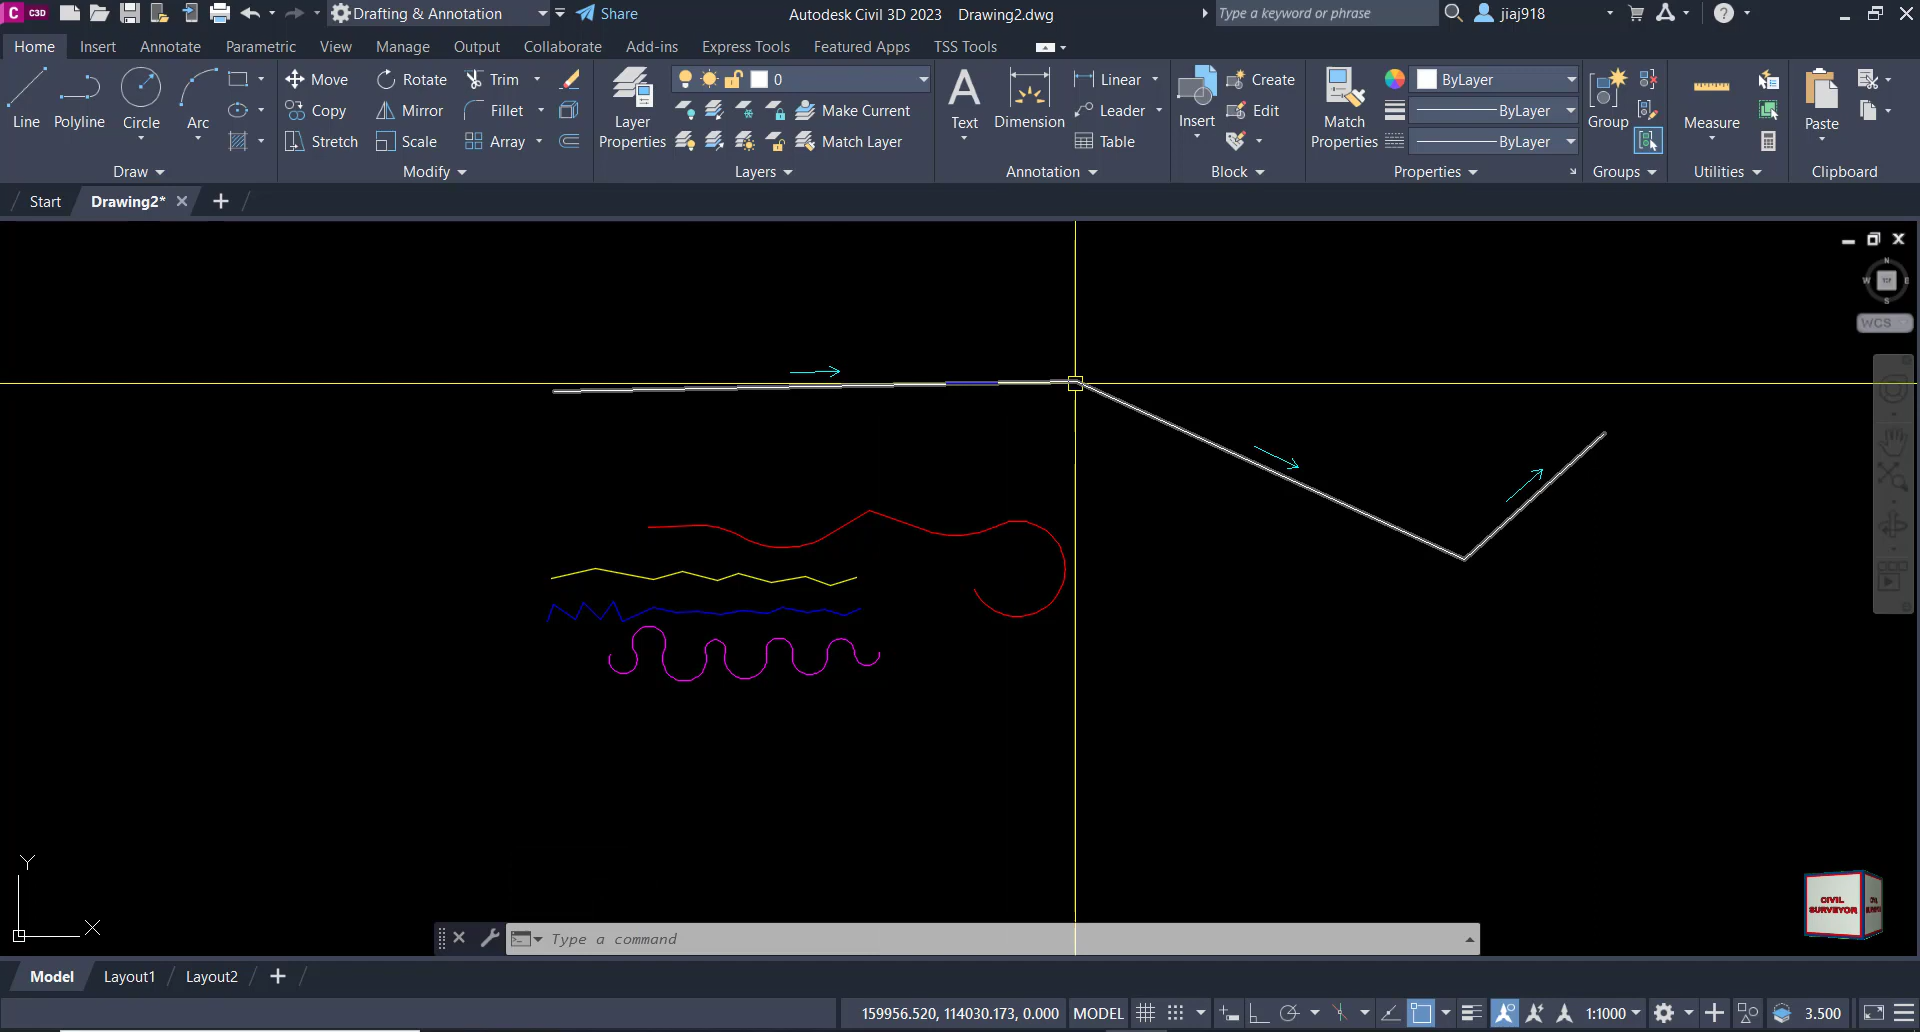 C C3D Drafting & Annotation Share Autodesk Civil 3D 2023 Drawing2.dwg Type a keyword or phrase jiaj918 ?
Home Insert Annotate Parametric View Manage Output Collaborate Add-ins Express Tools Featured Apps TSS Tools
Line Polyline Circle Arc
Draw
Move Rotate Trim
Copy Mirror Fillet
Stretch Scale Array
Modify
Layer Properties
0
Make Current
Match Layer
Layers
Text Dimension
Linear
Leader
Table
Annotation
Insert
Create
Edit
Block
Match Properties
ByLayer
ByLayer
ByLayer
Properties
Group
Groups
Measure
Utilities
Paste
Clipboard
Start Drawing2* +
N
W TOP E
S
WCS
Y
X
CIVIL SURVEYOR
Type a command
Model Layout1 Layout2 +
159956.520, 114030.173, 0.000 MODEL 1:1000 3.500